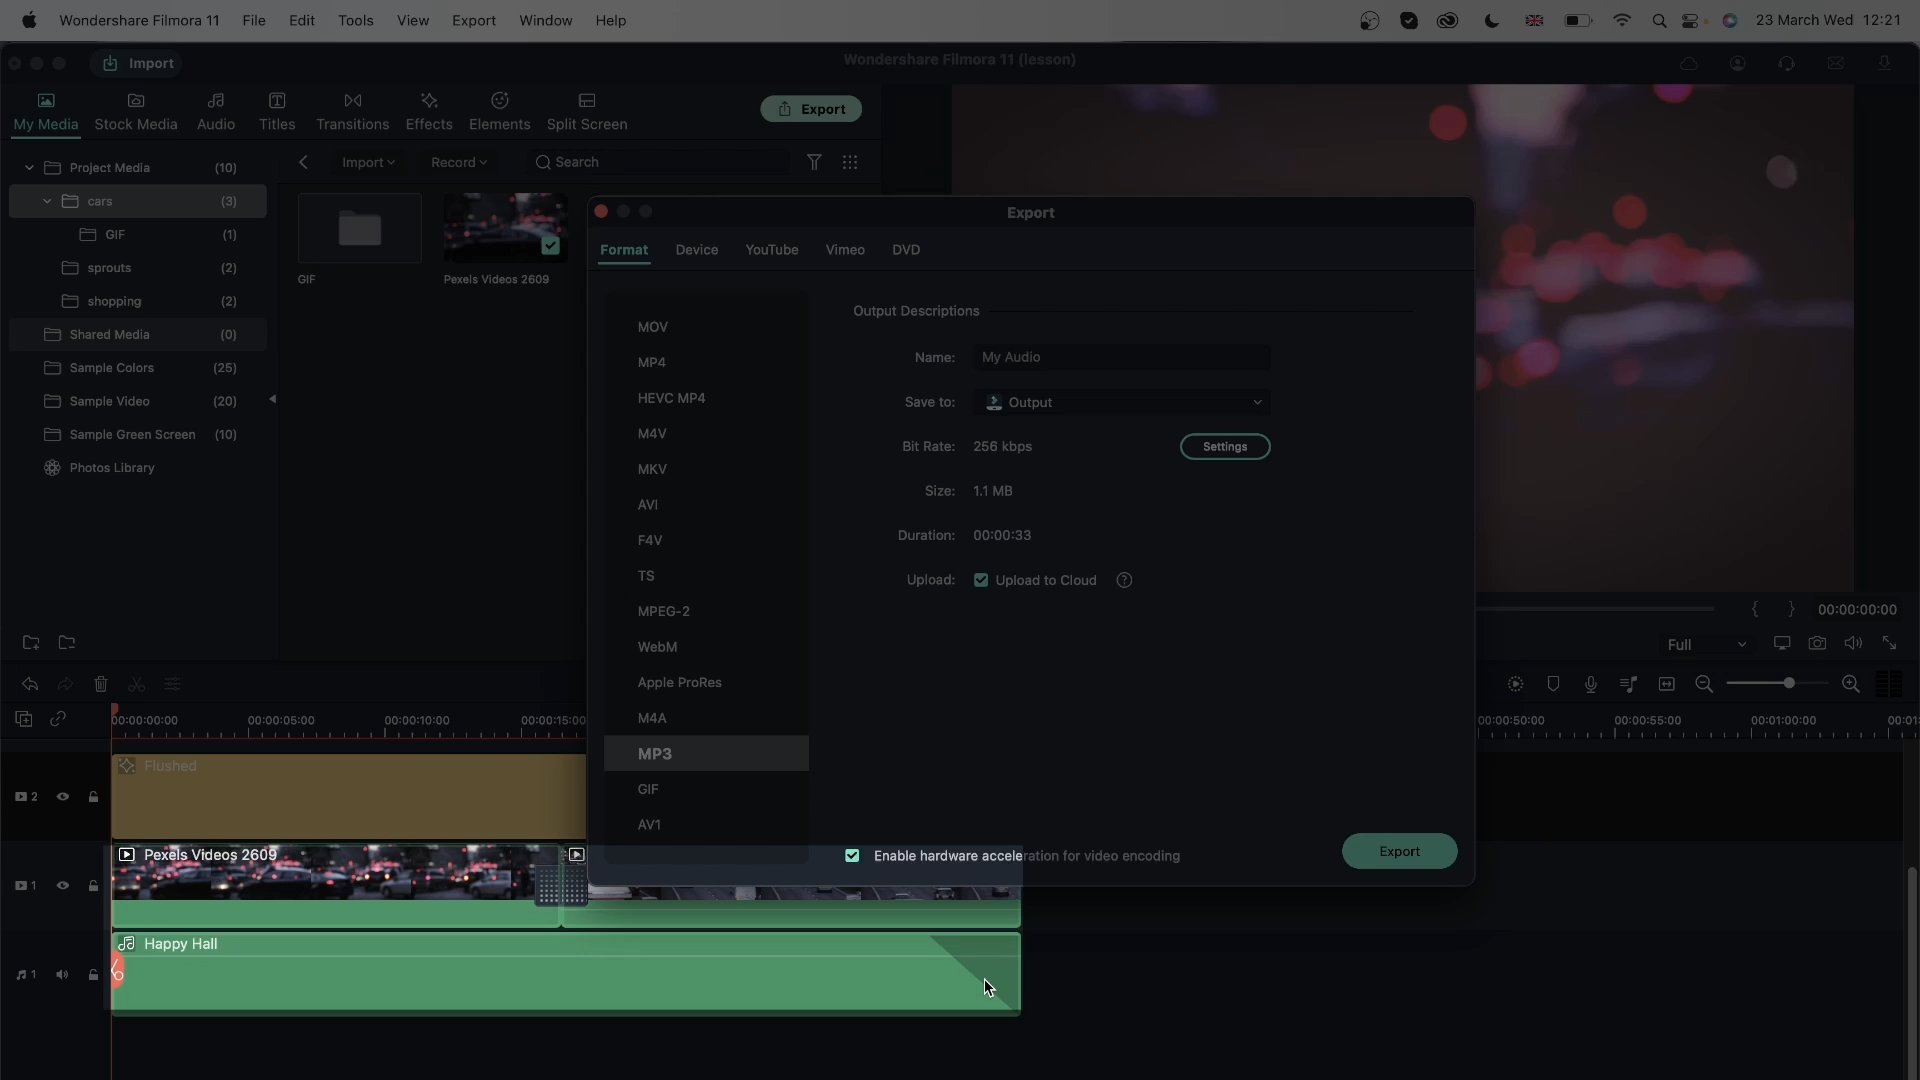 Wondershare Filmora 11 File Edit Tools View Export Window Help 23 March Wed 12:21
Import Wondershare Filmora 11 (lesson)
My Media Stock Media Audio Titles Transitions Effects Elements Split Screen Export
Project Media (10)
cars (3)
GIF (1)
sprouts (2)
shopping (2)
Shared Media (0)
Sample Colors (25)
Sample Video (20)
Sample Green Screen (10)
Photos Library
Import Record Search
GIF Pexels Videos 2609
Export
Format Device YouTube Vimeo DVD
MOV
MP4
HEVC MP4
M4V
MKV
AVI
F4V
TS
MPEG-2
WebM
Apple ProRes
M4A
MP3
GIF
AV1
Output Descriptions
Name: My Audio
Save to: Output
Bit Rate: 256 kbps Settings
Size: 1.1 MB
Duration: 00:00:33
Upload: Upload to Cloud ?
Enable hardware acceleration for video encoding Export
{ } 00:00:00:00
Full
00:00:00:00 00:00:05:00 00:00:10:00 00:00:15:00 00:00:50:00 00:00:55:00 00:01:00:00 00:01:
2 Flushed
1 Pexels Videos 2609
1 Happy Hall